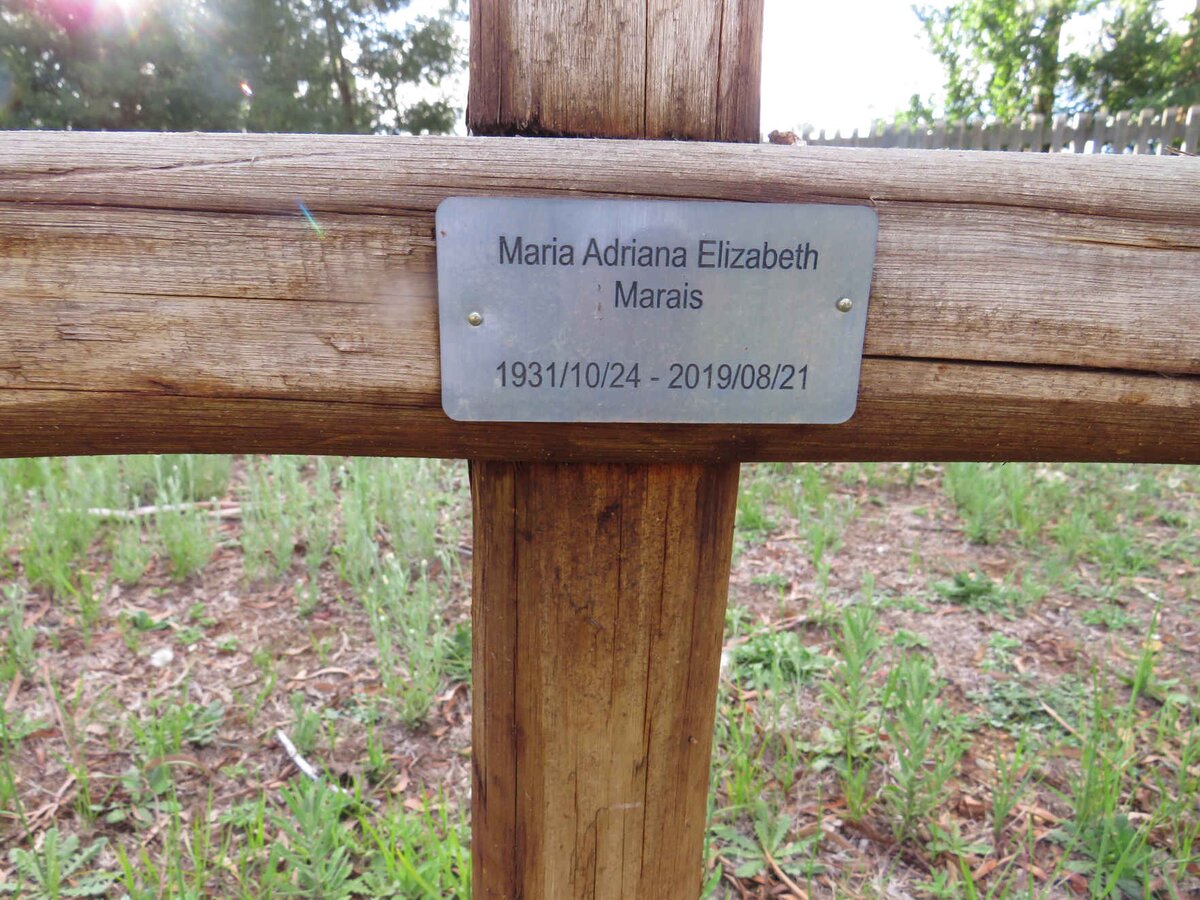 Maria Adriana Elizabeth
Marais
1931/10/24 - 2019/08/21